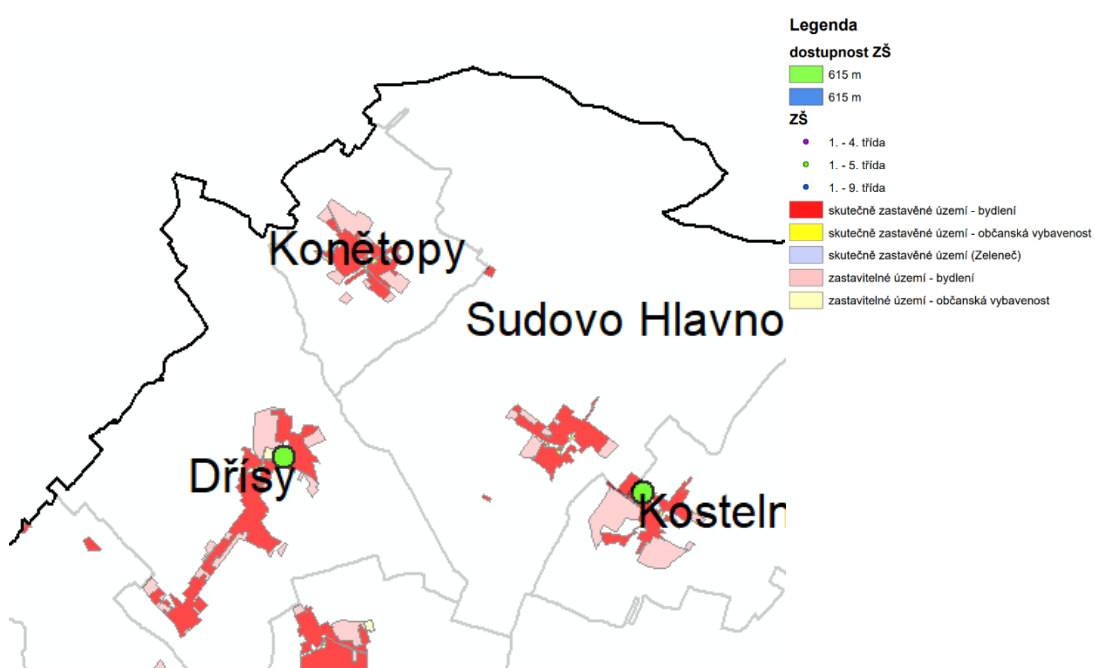 Legenda
dostupnost ZŠ
615 m
615 m
ZŠ
1. - 4. třída
1. - 5. třída
1. - 9. třída
skutečně zastavěné území - bydlení
skutečně zastavěné území - občanská vybavenost
skutečně zastavěné území (Zeleneč)
zastavitelné území - bydlení
zastavitelné území - občanská vybavenost
Konětopy
Sudovo Hlavno
Dřísy
Kosteln